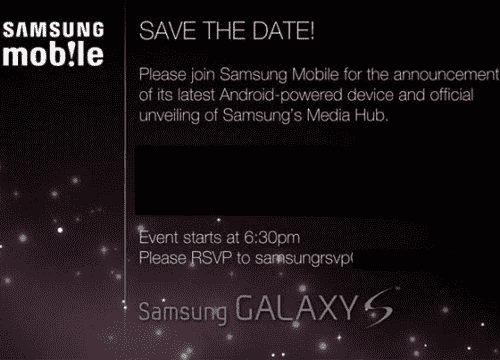 SAMSUNG
mob!le
SAVE THE DATE!
Please join Samsung Mobile for the announcement
of its latest Android-powered device and official
unveiling of Samsung's Media Hub.
Event starts at 6:30pm
Please RSVP to samsungrsvp
Samsung GALAXY S